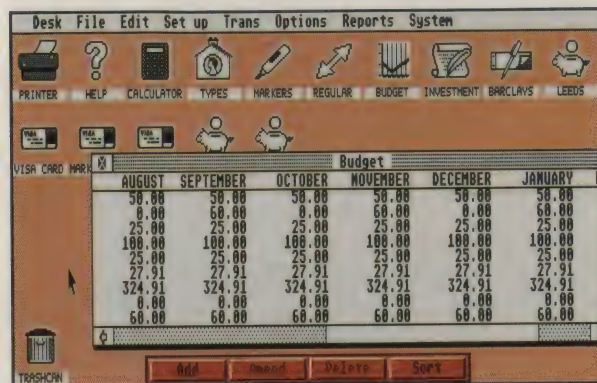 Desk File Edit Set up Trans Options Reports System
PRINTER HELP CALCULATOR TYPES MARKERS REGULAR BUDGET INVESTMENT BARCLAYS LEEDS
VISA VISA
VISA CARD MARK
Budget
AUGUST SEPTEMBER OCTOBER NOVEMBER DECEMBER JANUARY
50.00 50.00 50.00 50.00 50.00 50.00
0.00 60.00 0.00 60.00 0.00 60.00
25.00 25.00 25.00 25.00 25.00 25.00
100.00 100.00 100.00 100.00 100.00 100.00
25.00 25.00 25.00 25.00 25.00 25.00
27.91 27.91 27.91 27.91 27.91 27.91
324.91 324.91 324.91 324.91 324.91 324.91
0.00 0.00 0.00 0.00 0.00 0.00
60.00 60.00 60.00 60.00 60.00 60.00
TRASHCAN
Add Amend Delete Sort